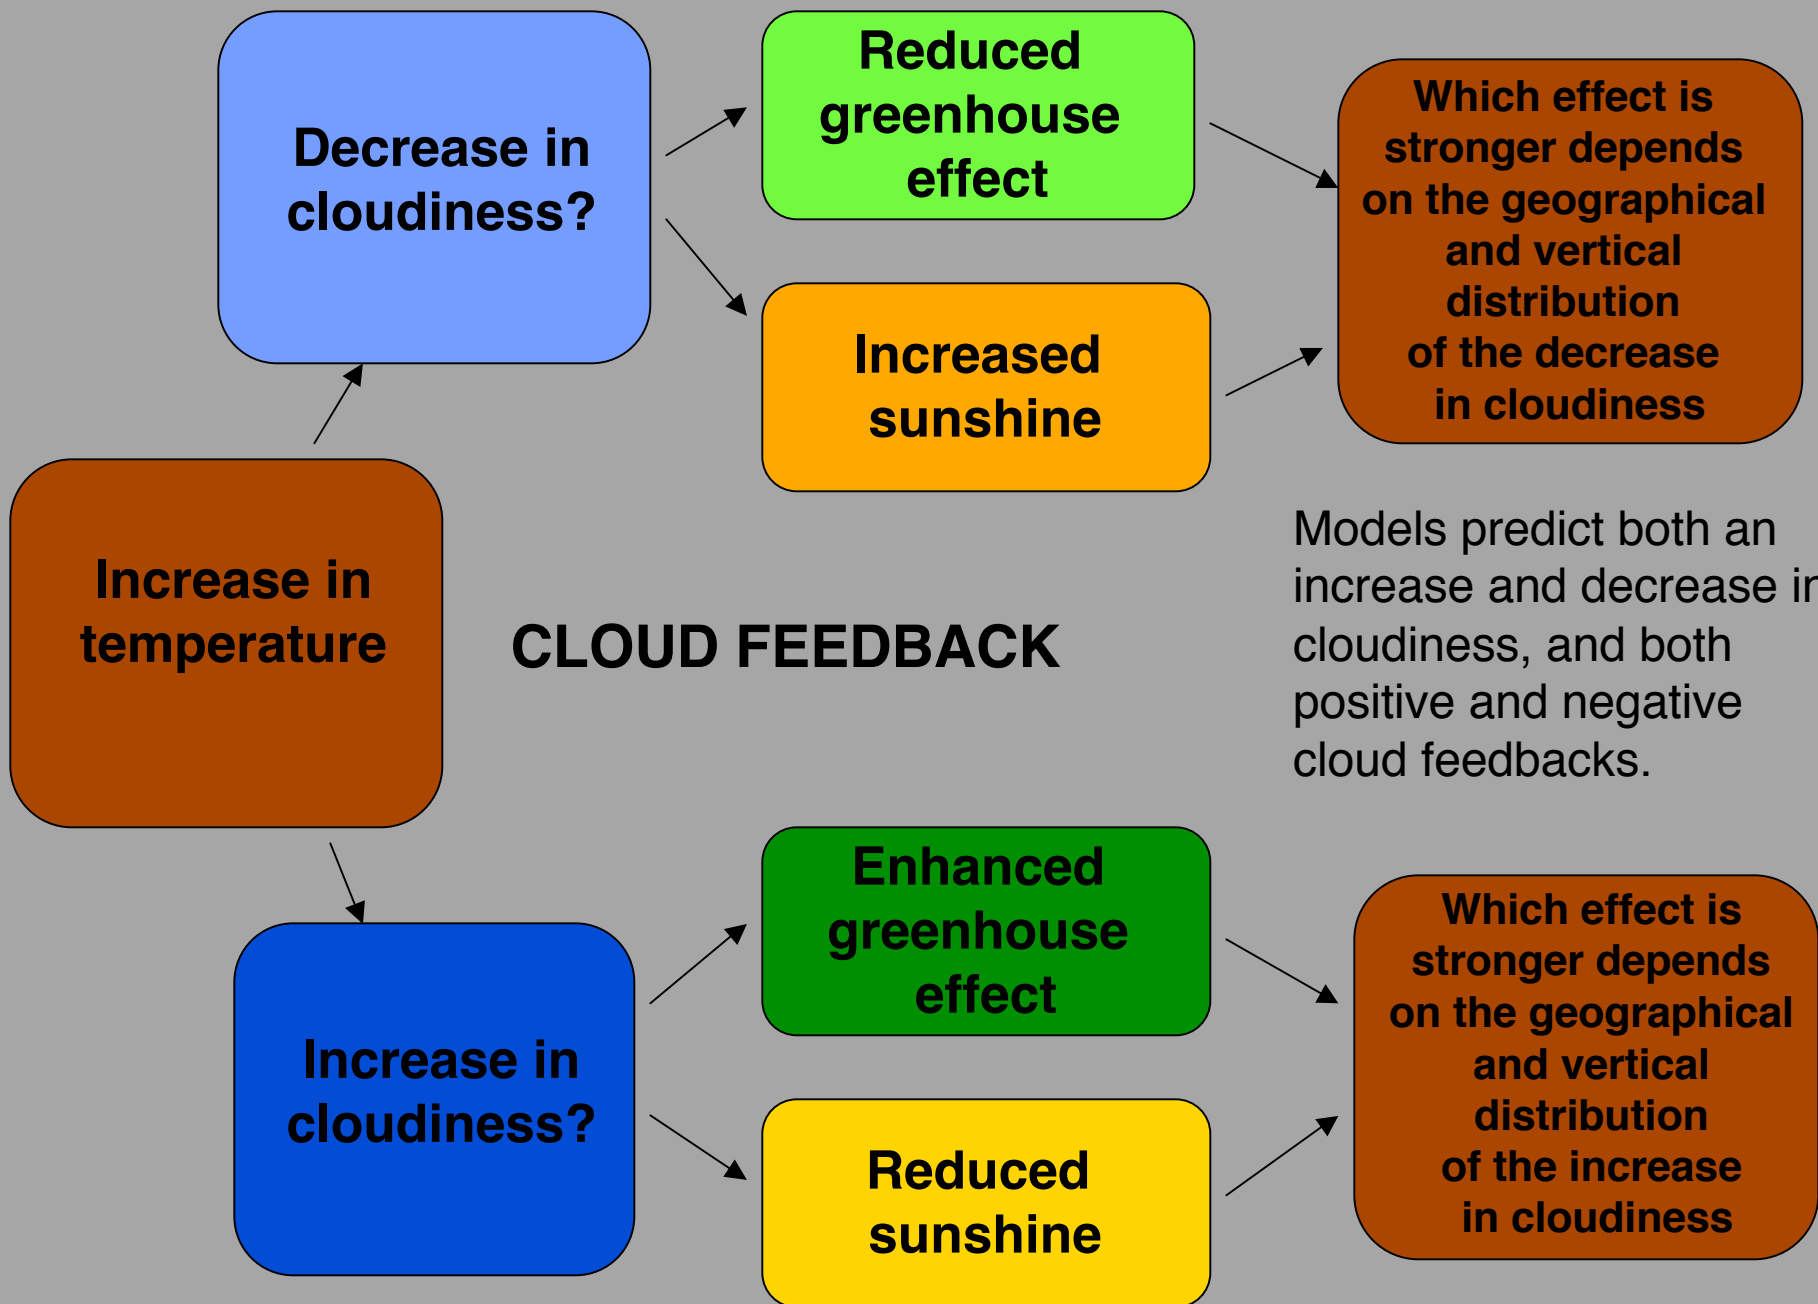 Decrease in
cloudiness?
Reduced
greenhouse
effect
Increased
sunshine
Which effect is
stronger depends
on the geographical
and vertical
distribution
of the decrease
in cloudiness
Increase in
temperature
CLOUD FEEDBACK
Models predict both an
increase and decrease in
cloudiness, and both
positive and negative
cloud feedbacks.
Increase in
cloudiness?
Enhanced
greenhouse
effect
Reduced
sunshine
Which effect is
stronger depends
on the geographical
and vertical
distribution
of the increase
in cloudiness